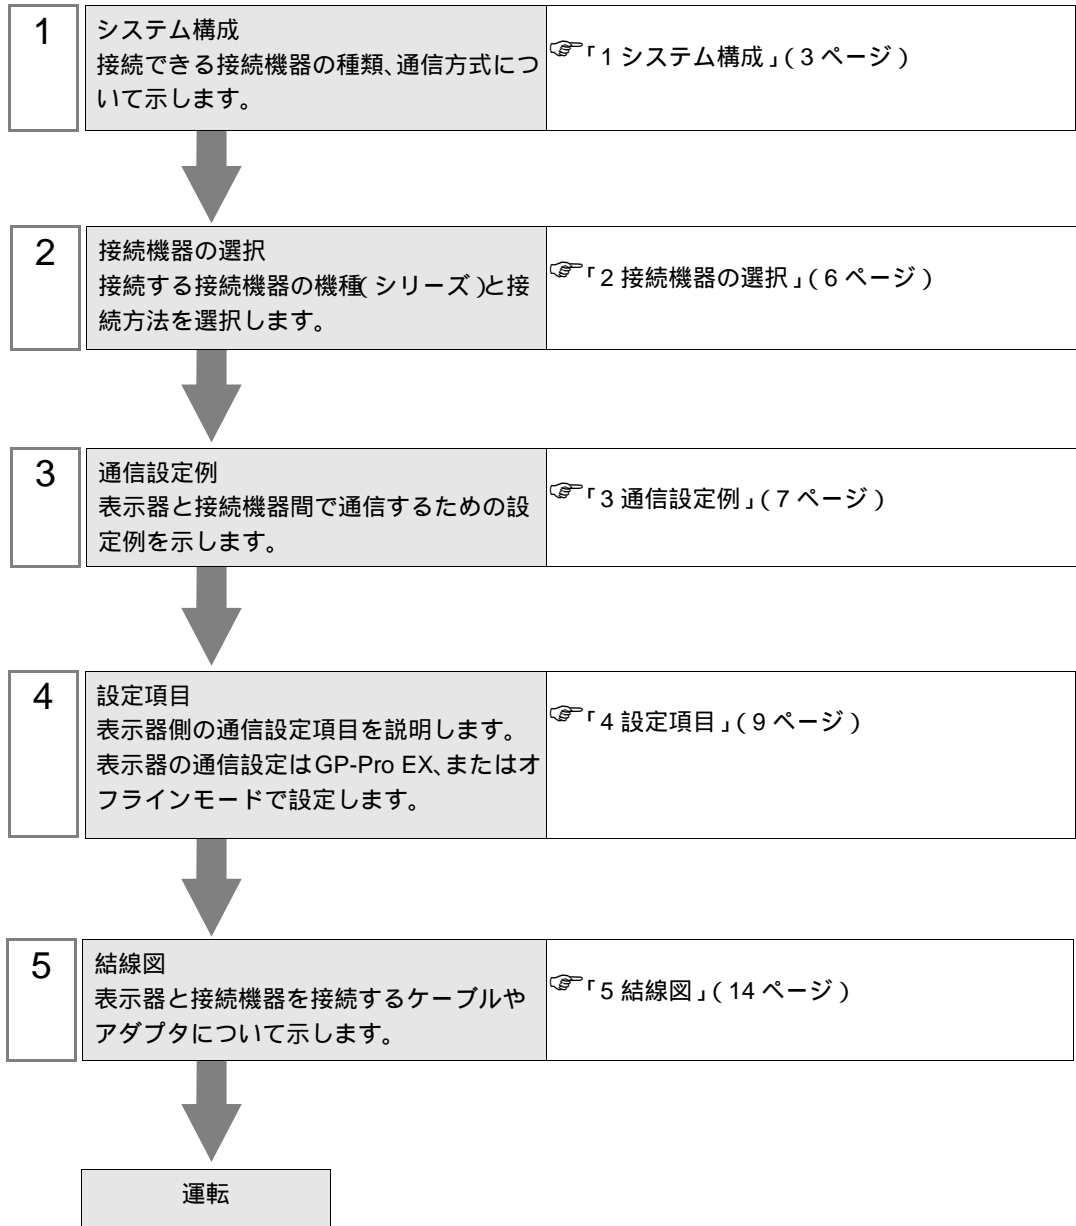 1
システム構成
接続できる接続機器の種類、通信方式につ
いて示します。
☞「1 システム構成」(3 ページ)
2
接続機器の選択
接続する接続機器の機種(シリーズ)と接
続方法を選択します。
☞「2 接続機器の選択」(6 ページ)
3
通信設定例
表示器と接続機器間で通信するための設
定例を示します。
☞「3 通信設定例」(7 ページ)
4
設定項目
表示器側の通信設定項目を説明します。
表示器の通信設定はGP-Pro EX、またはオ
フラインモードで設定します。
☞「4 設定項目」(9 ページ)
5
結線図
表示器と接続機器を接続するケーブルや
アダプタについて示します。
☞「5 結線図」(14 ページ)
運転